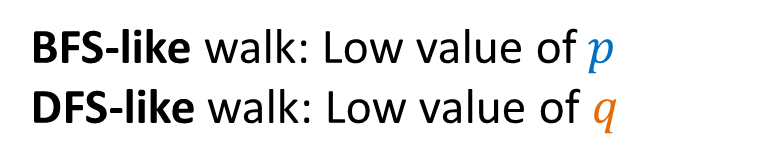 BFS-like walk: Low value of p
DFS-like walk: Low value of q